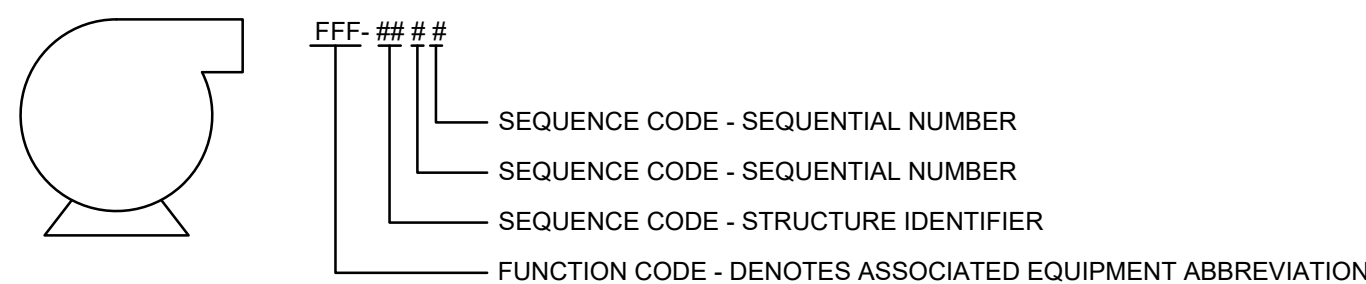 FFF- ## # #
SEQUENCE CODE - SEQUENTIAL NUMBER
SEQUENCE CODE - SEQUENTIAL NUMBER
SEQUENCE CODE - STRUCTURE IDENTIFIER
FUNCTION CODE - DENOTES ASSOCIATED EQUIPMENT ABBREVIATION